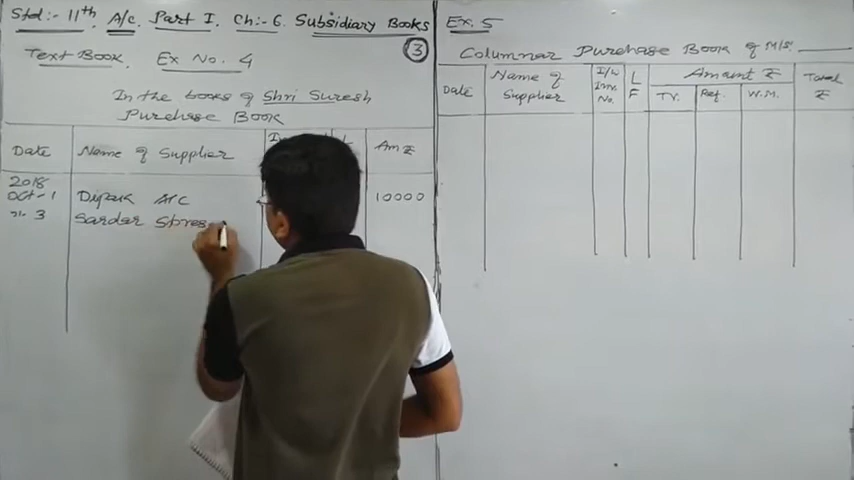 Std:- 11th A/c. Part I. Ch:- 6. Subsidiary Books
3
Text Book. Ex No. 4
In the books of Shri Suresh
Purchase Book
Date Name of Supplier Am ₹
2018
Oct-1 Dipak A/C 10000
" 3 Sardar Stores
Ex. 5
Columnar Purchase Book of M/S.
Date Name of Supplier I/W Inv. No. L F Amount ₹ Total ₹
TV. Ref. W.M.